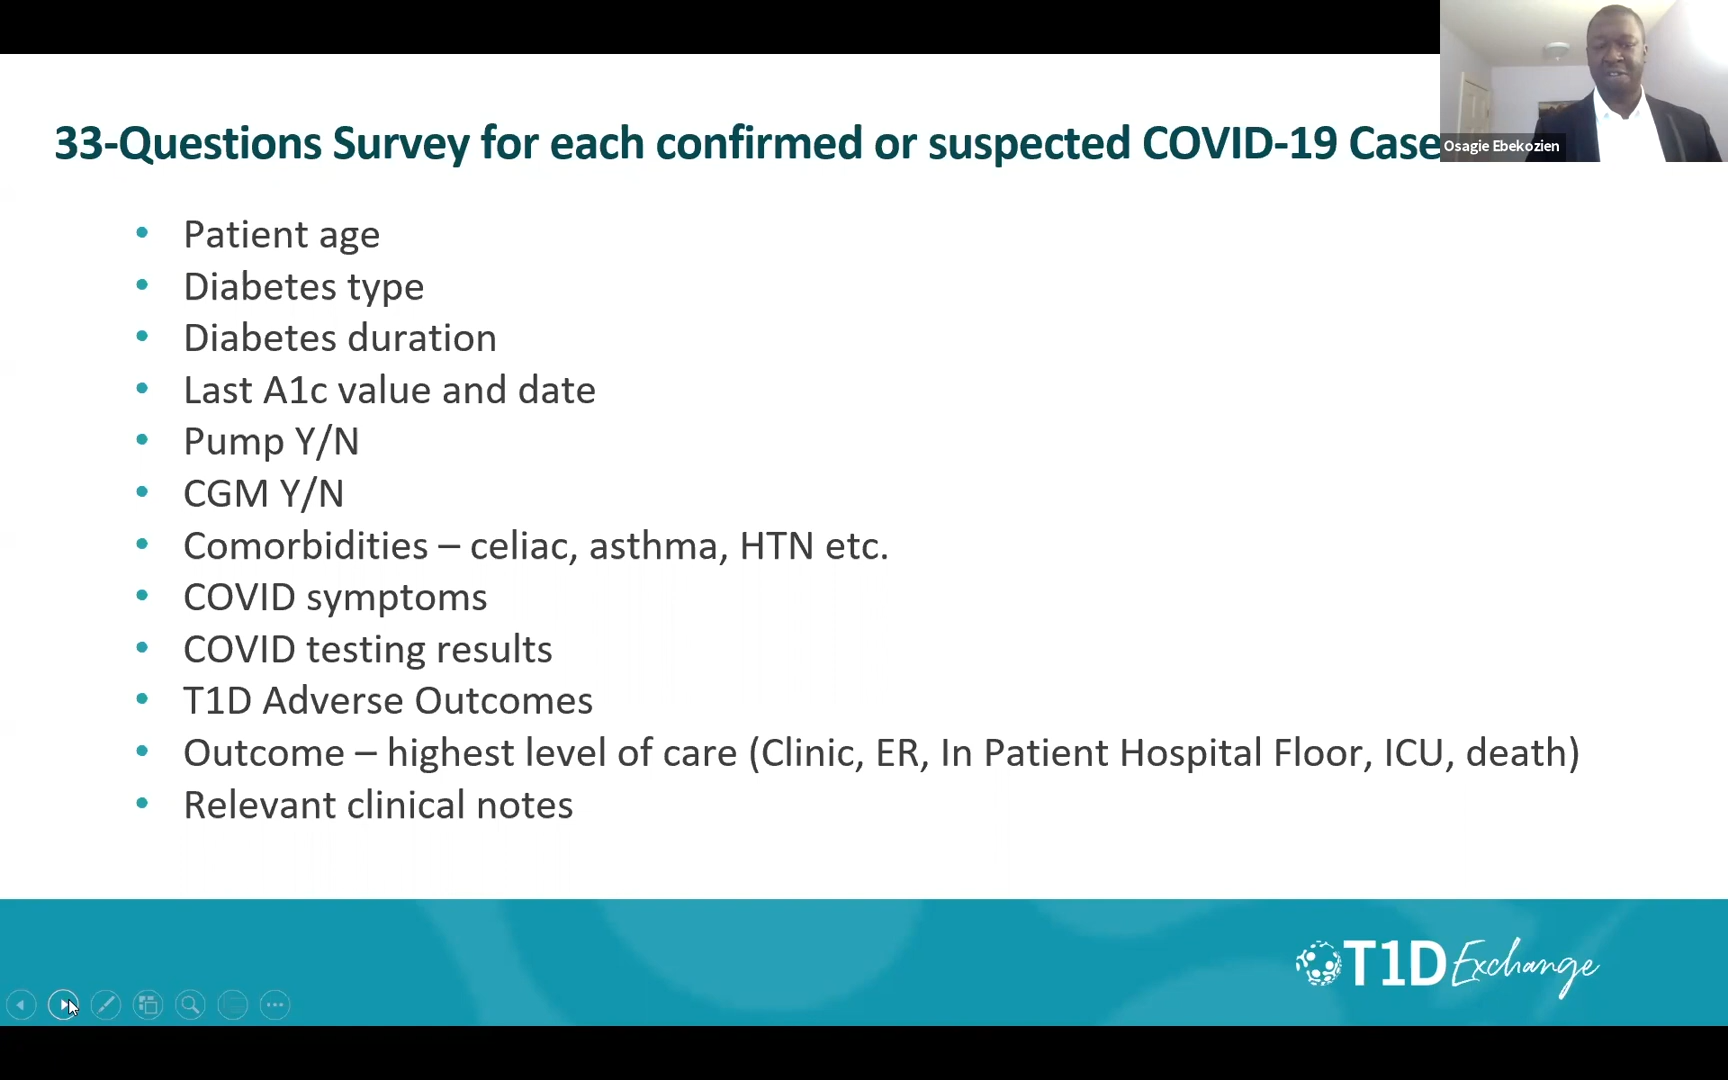 33-Questions Survey for each confirmed or suspected COVID-19 Case
Osagie Ebekozien
• Patient age
• Diabetes type
• Diabetes duration
• Last A1c value and date
• Pump Y/N
• CGM Y/N
• Comorbidities – celiac, asthma, HTN etc.
• COVID symptoms
• COVID testing results
• T1D Adverse Outcomes
• Outcome – highest level of care (Clinic, ER, In Patient Hospital Floor, ICU, death)
• Relevant clinical notes
T1D Exchange